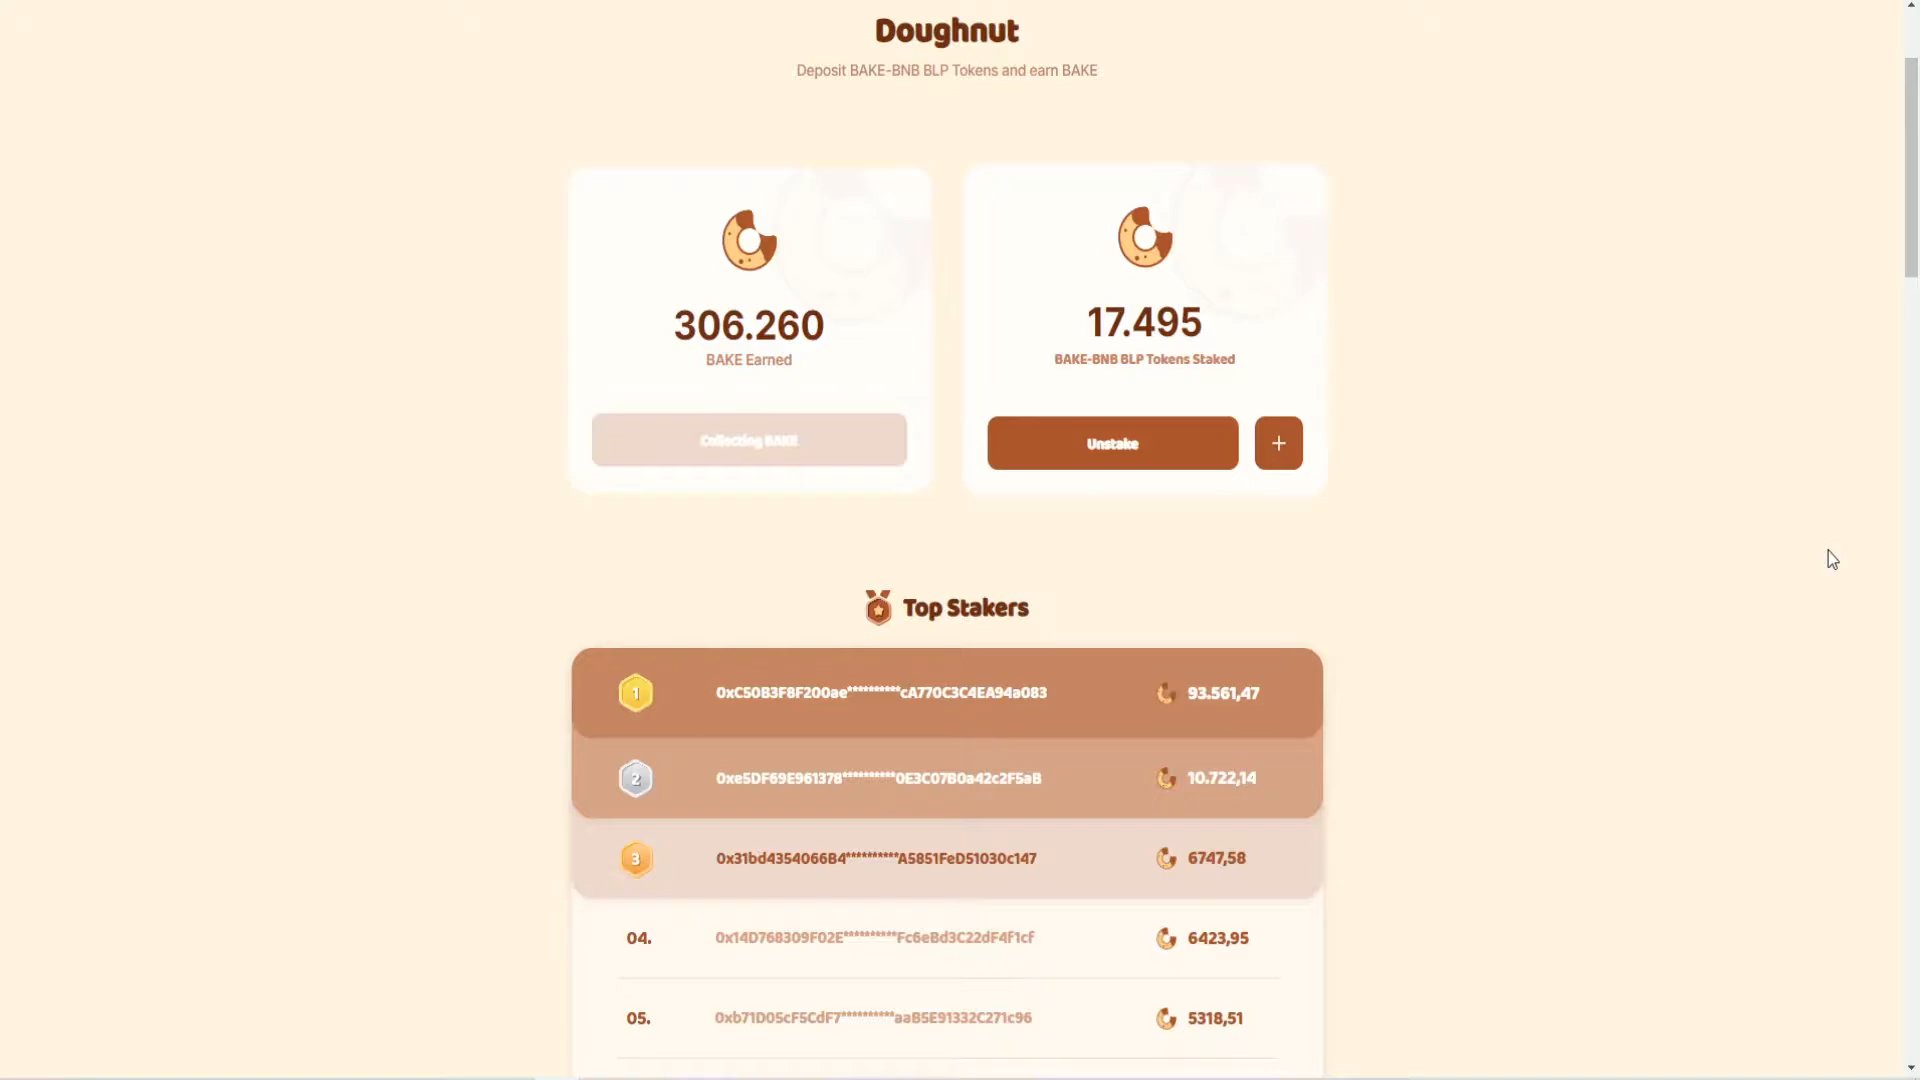 Doughnut
Deposit BAKE-BNB BLP Tokens and earn BAKE
306.260
BAKE Earned
Collecting BAKE
17.495
BAKE-BNB BLP Tokens Staked
Unstake +
Top Stakers
1 0xC50B3F8F200ae**********cA770C3C4EA94a083 93.561,47
2 0xe5DF69E961378**********0E3C07B0a42c2F5aB 10.722,14
3 0x31bd4354066B4**********A5851FeD51030c147 6747,58
04. 0x14D768309F02E**********Fc6eBd3C22dF4f1cf 6423,95
05. 0xb71D05cF5CdF7**********aaB5E91332C271c96 5318,51